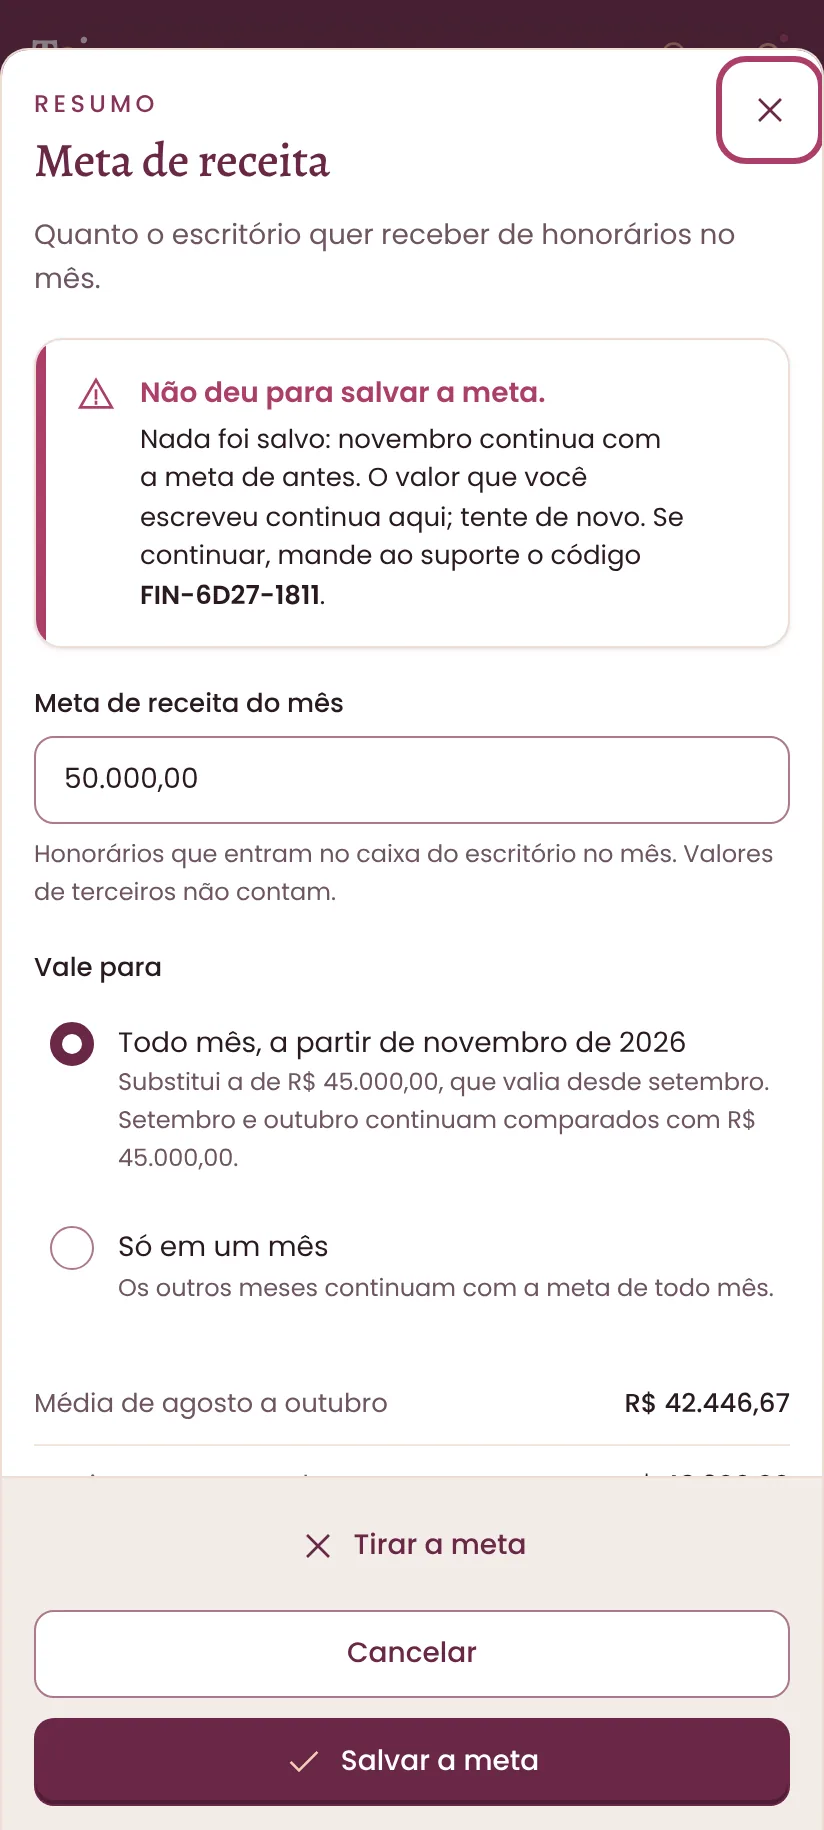 RESUMO
Meta de receita
Quanto o escritório quer receber de honorários no
mês.
Não deu para salvar a meta.
Nada foi salvo: novembro continua com
a meta de antes. O valor que você
escreveu continua aqui; tente de novo. Se
continuar, mande ao suporte o código
FIN-6D27-1811.
Meta de receita do mês
50.000,00
Honorários que entram no caixa do escritório no mês. Valores
de terceiros não contam.
Vale para
Todo mês, a partir de novembro de 2026
Substitui a de R$ 45.000,00, que valia desde setembro.
Setembro e outubro continuam comparados com R$
45.000,00.
Só em um mês
Os outros meses continuam com a meta de todo mês.
Média de agosto a outubro R$ 42.446,67
Tirar a meta
Cancelar
Salvar a meta